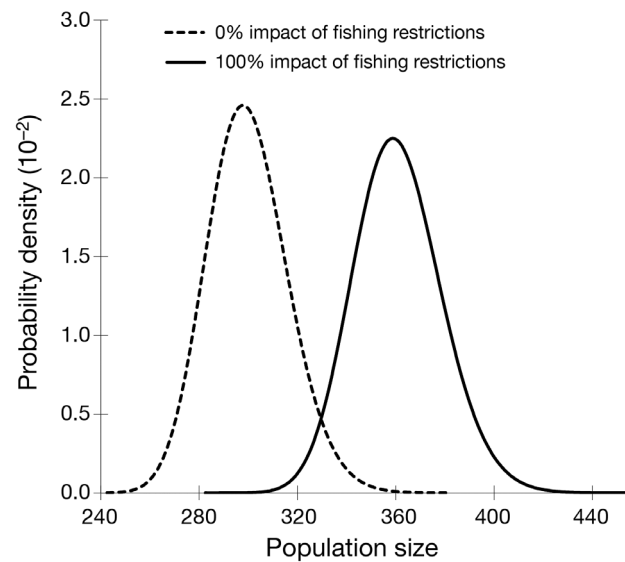 3.0
0% impact of fishing restrictions
100% impact of fishing restrictions
2.5
2.0
1.5
1.0
0.5
0.0
Probability density (10⁻²)
240 280 320 360 400 440
Population size